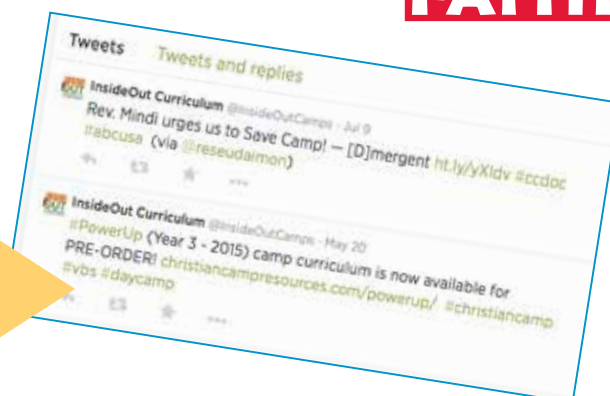 Tweets Tweets and replies
InsideOut Curriculum @InsideOutCamps · Jul 9
Rev. Mindi urges us to Save Camp! — [D]mergent ht.ly/yXIdv #ccdoc
#abcusa (via @reseudaimon)
InsideOut Curriculum @InsideOutCamps · May 20
#PowerUp (Year 3 - 2015) camp curriculum is now available for
PRE-ORDER! christiancampresources.com/powerup/ #christiancamp
#vbs #daycamp